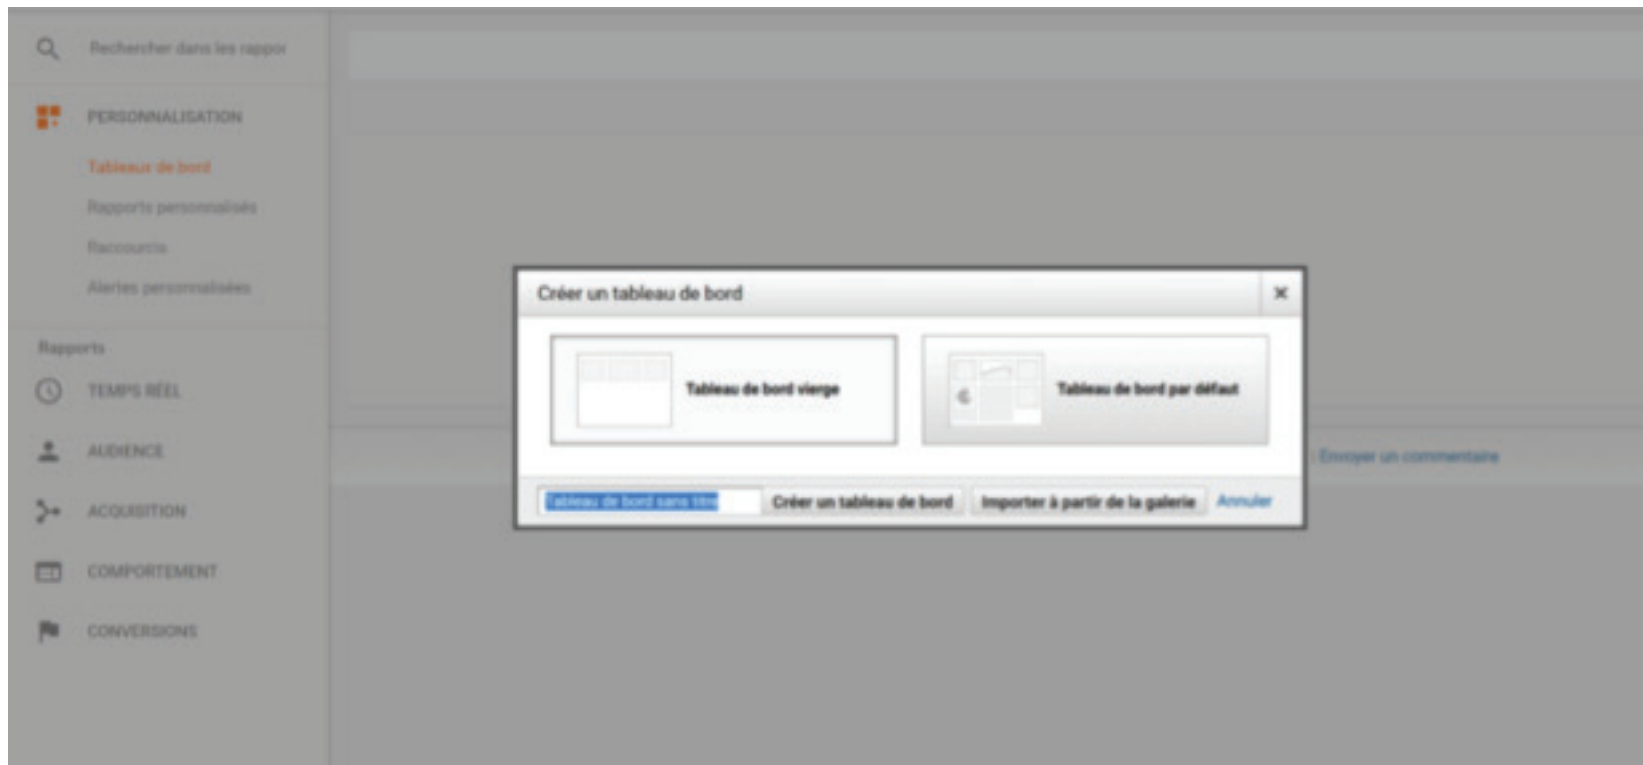 Rechercher dans les rappor
PERSONNALISATION
Tableaux de bord
Rapports personnalisés
Raccourcis
Alertes personnalisées
Rapports
TEMPS RÉEL
AUDIENCE
ACQUISITION
COMPORTEMENT
CONVERSIONS
Créer un tableau de bord
Tableau de bord vierge
Tableau de bord par défaut
Tableau de bord sans titre Créer un tableau de bord Importer à partir de la galerie Annuler
Envoyer un commentaire